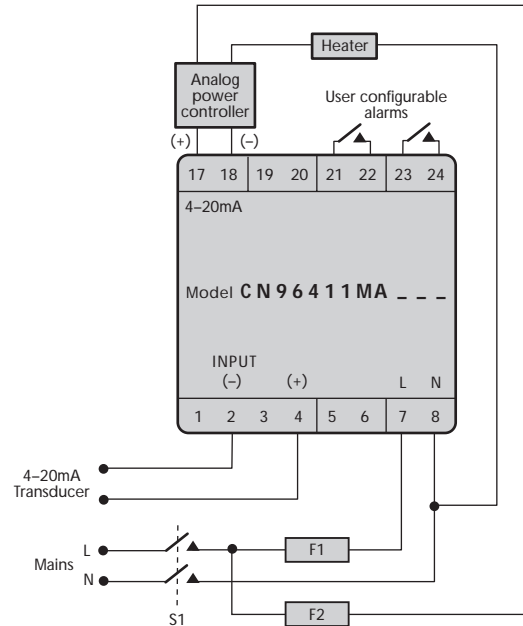 Heater
Analog
power
controller
User configurable
alarms
(+) (–)
17 18 19 20 21 22 23 24
4–20mA
Model CN96411MA _ _ _
INPUT
(–) (+) L N
1 2 3 4 5 6 7 8
4–20mA
Transducer
L
Mains
N
F1
F2
S1